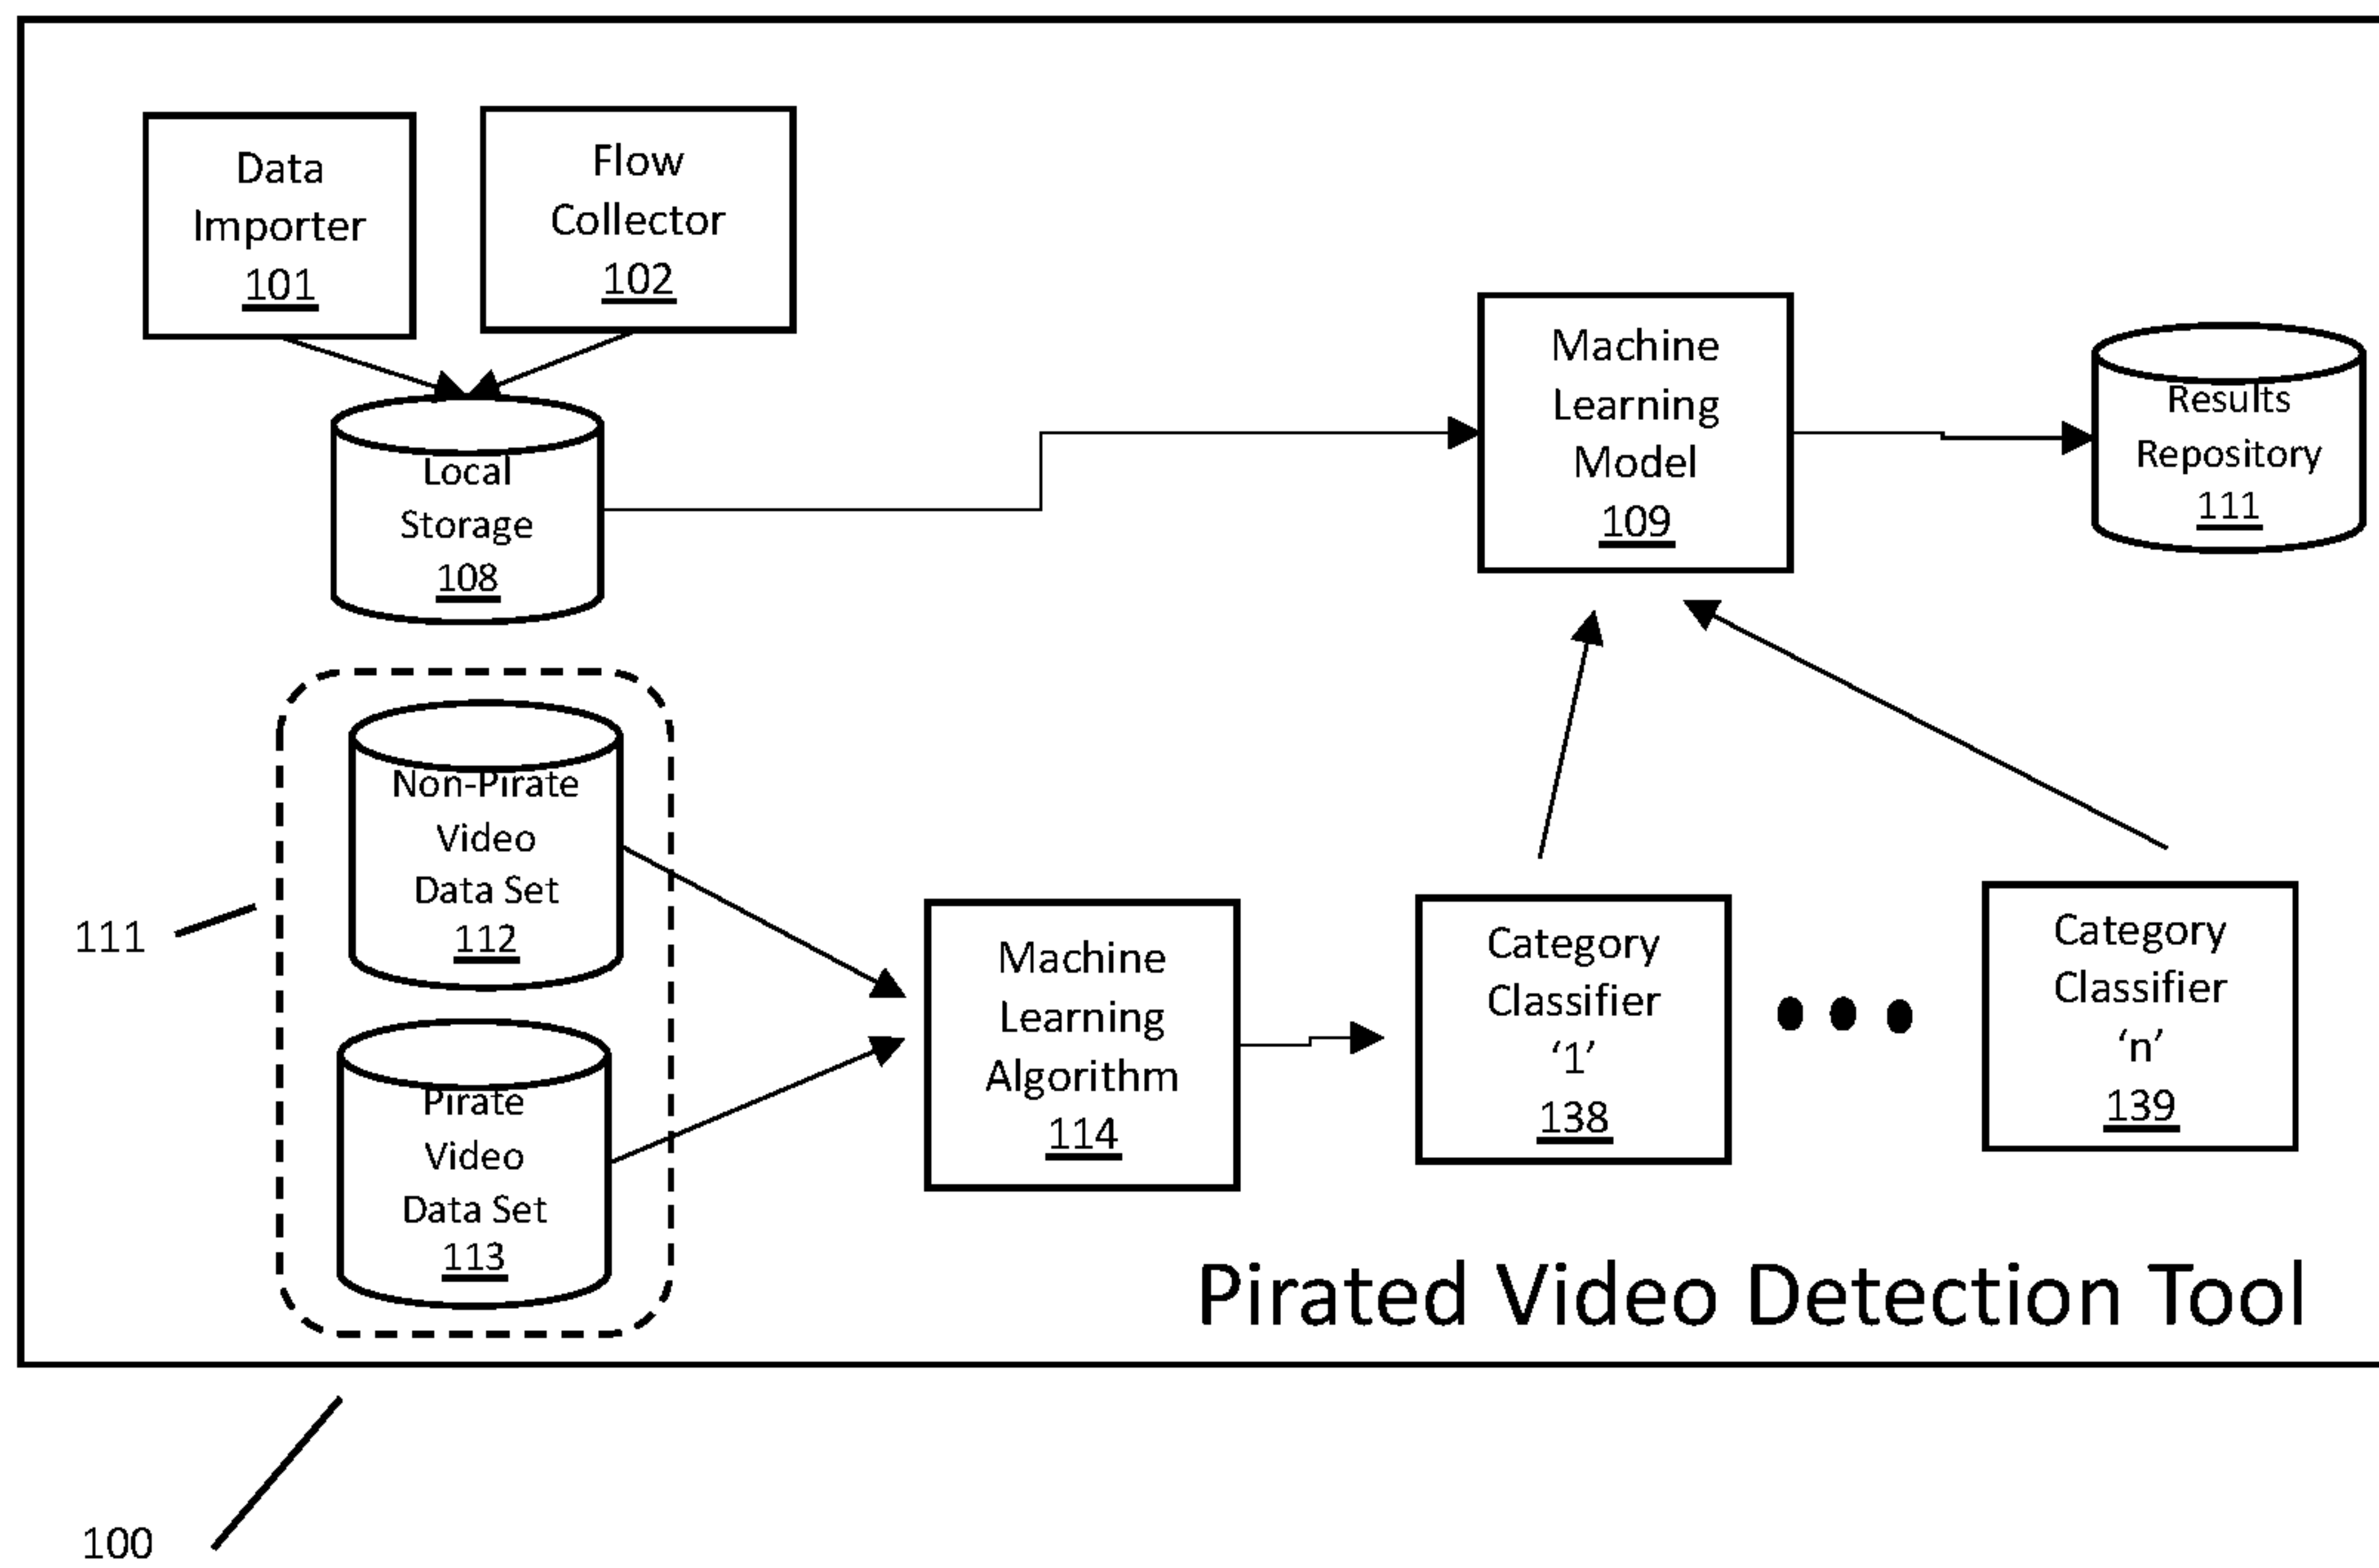 Data
Importer
101
Flow
Collector
102
Local
Storage
108
Machine
Learning
Model
109
Results
Repository
111
111
Non-Pirate
Video
Data Set
112
Pirate
Video
Data Set
113
Machine
Learning
Algorithm
114
Category
Classifier
‘1’
138
Category
Classifier
‘n’
139
Pirated Video Detection Tool
100